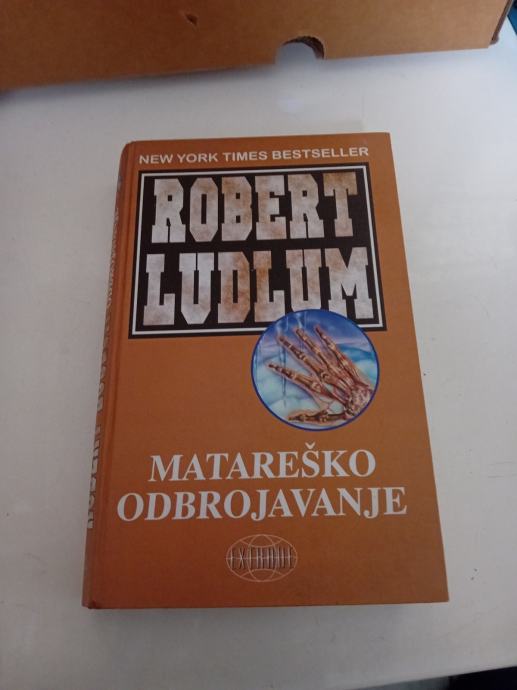 NEW YORK TIMES BESTSELLER
ROBERT
LUDLUM
MATAREŠKO
ODBROJAVANJE